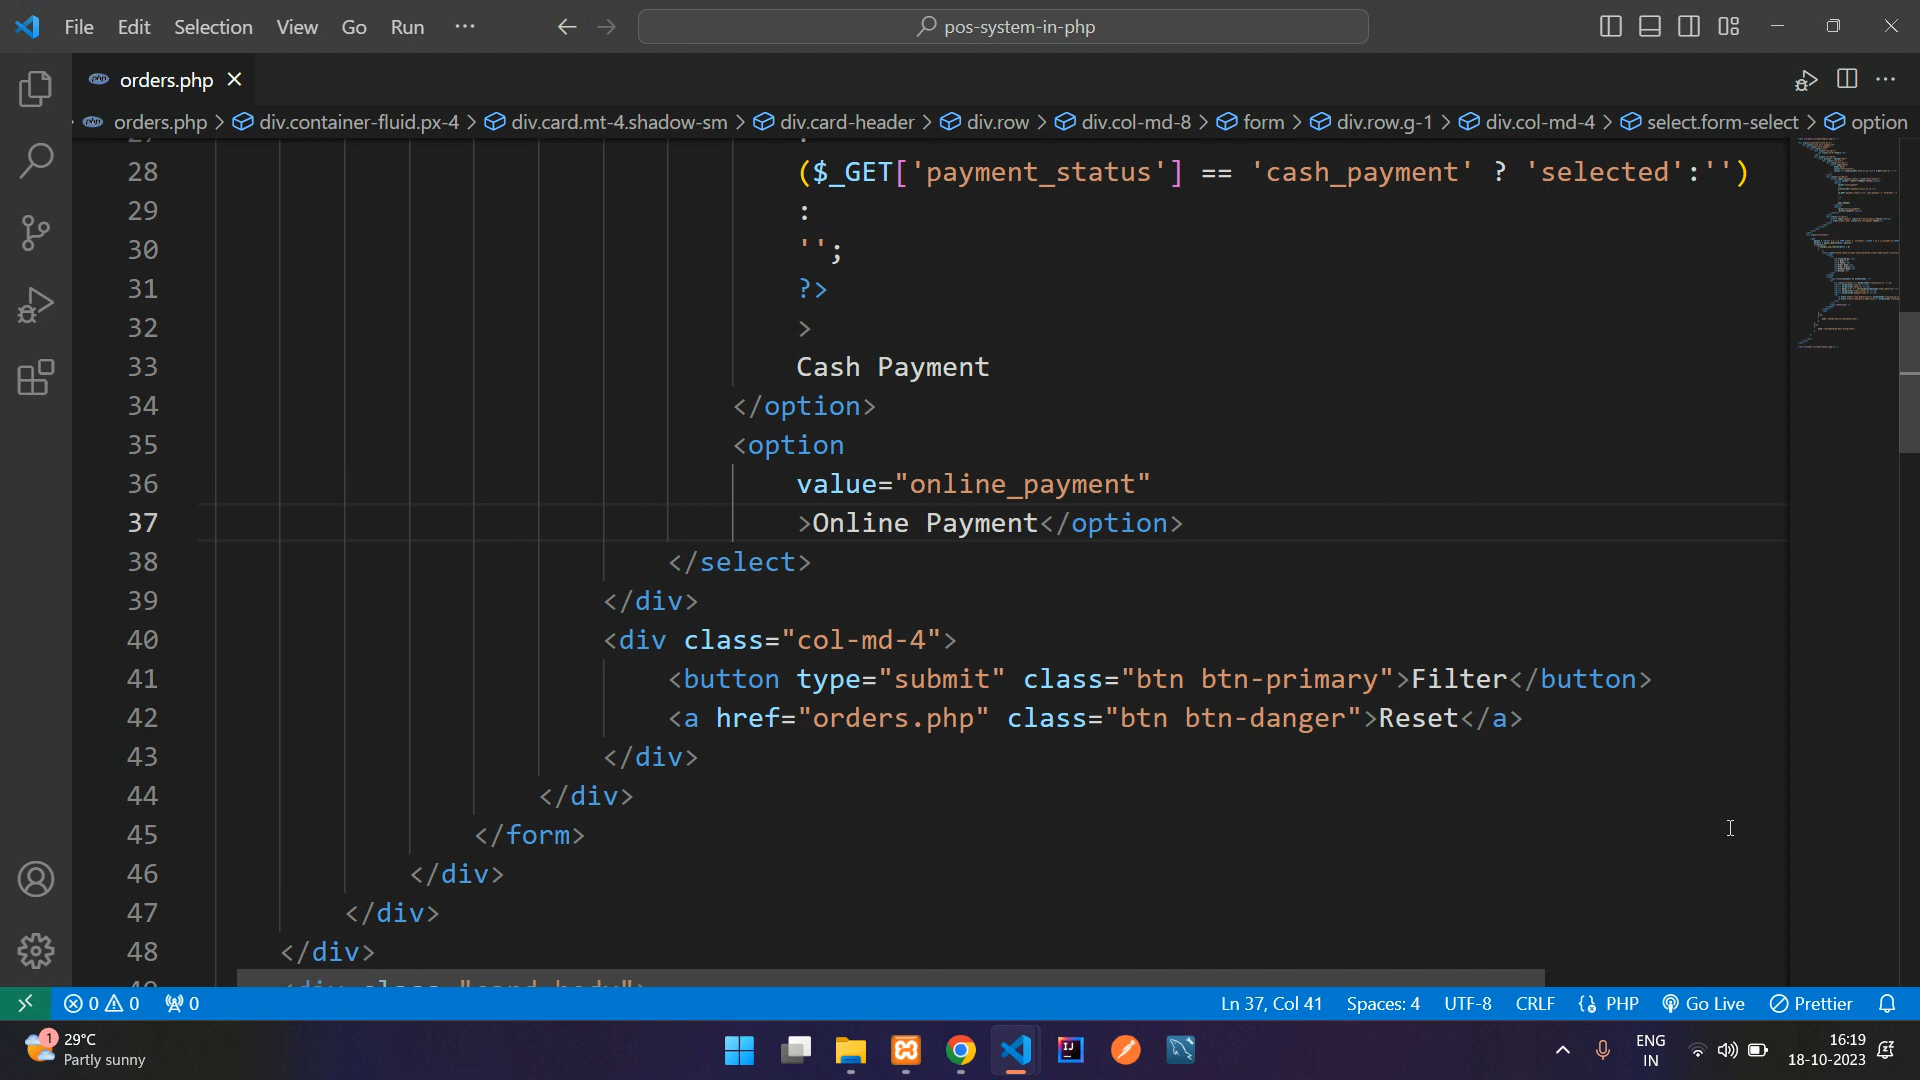 File Edit Selection View Go Run ···
pos-system-in-php
orders.php
orders.php > div.container-fluid.px-4 > div.card.mt-4.shadow-sm > div.card-header > div.row > div.col-md-8 > form > div.row.g-1 > div.col-md-4 > select.form-select > option
28 ($_GET['payment_status'] == 'cash_payment' ? 'selected':'')
29 :
30 '';
31 ?>
32 >
33 Cash Payment
34 </option>
35 <option
36 value="online_payment"
37 >Online Payment</option>
38 </select>
39 </div>
40 <div class="col-md-4">
41 <button type="submit" class="btn btn-primary">Filter</button>
42 <a href="orders.php" class="btn btn-danger">Reset</a>
43 </div>
44 </div>
45 </form>
46 </div>
47 </div>
48 </div>
0 0 0 Ln 37, Col 41 Spaces: 4 UTF-8 CRLF PHP Go Live Prettier
1 29°C
Partly sunny
ENG
IN
16:19
18-10-2023